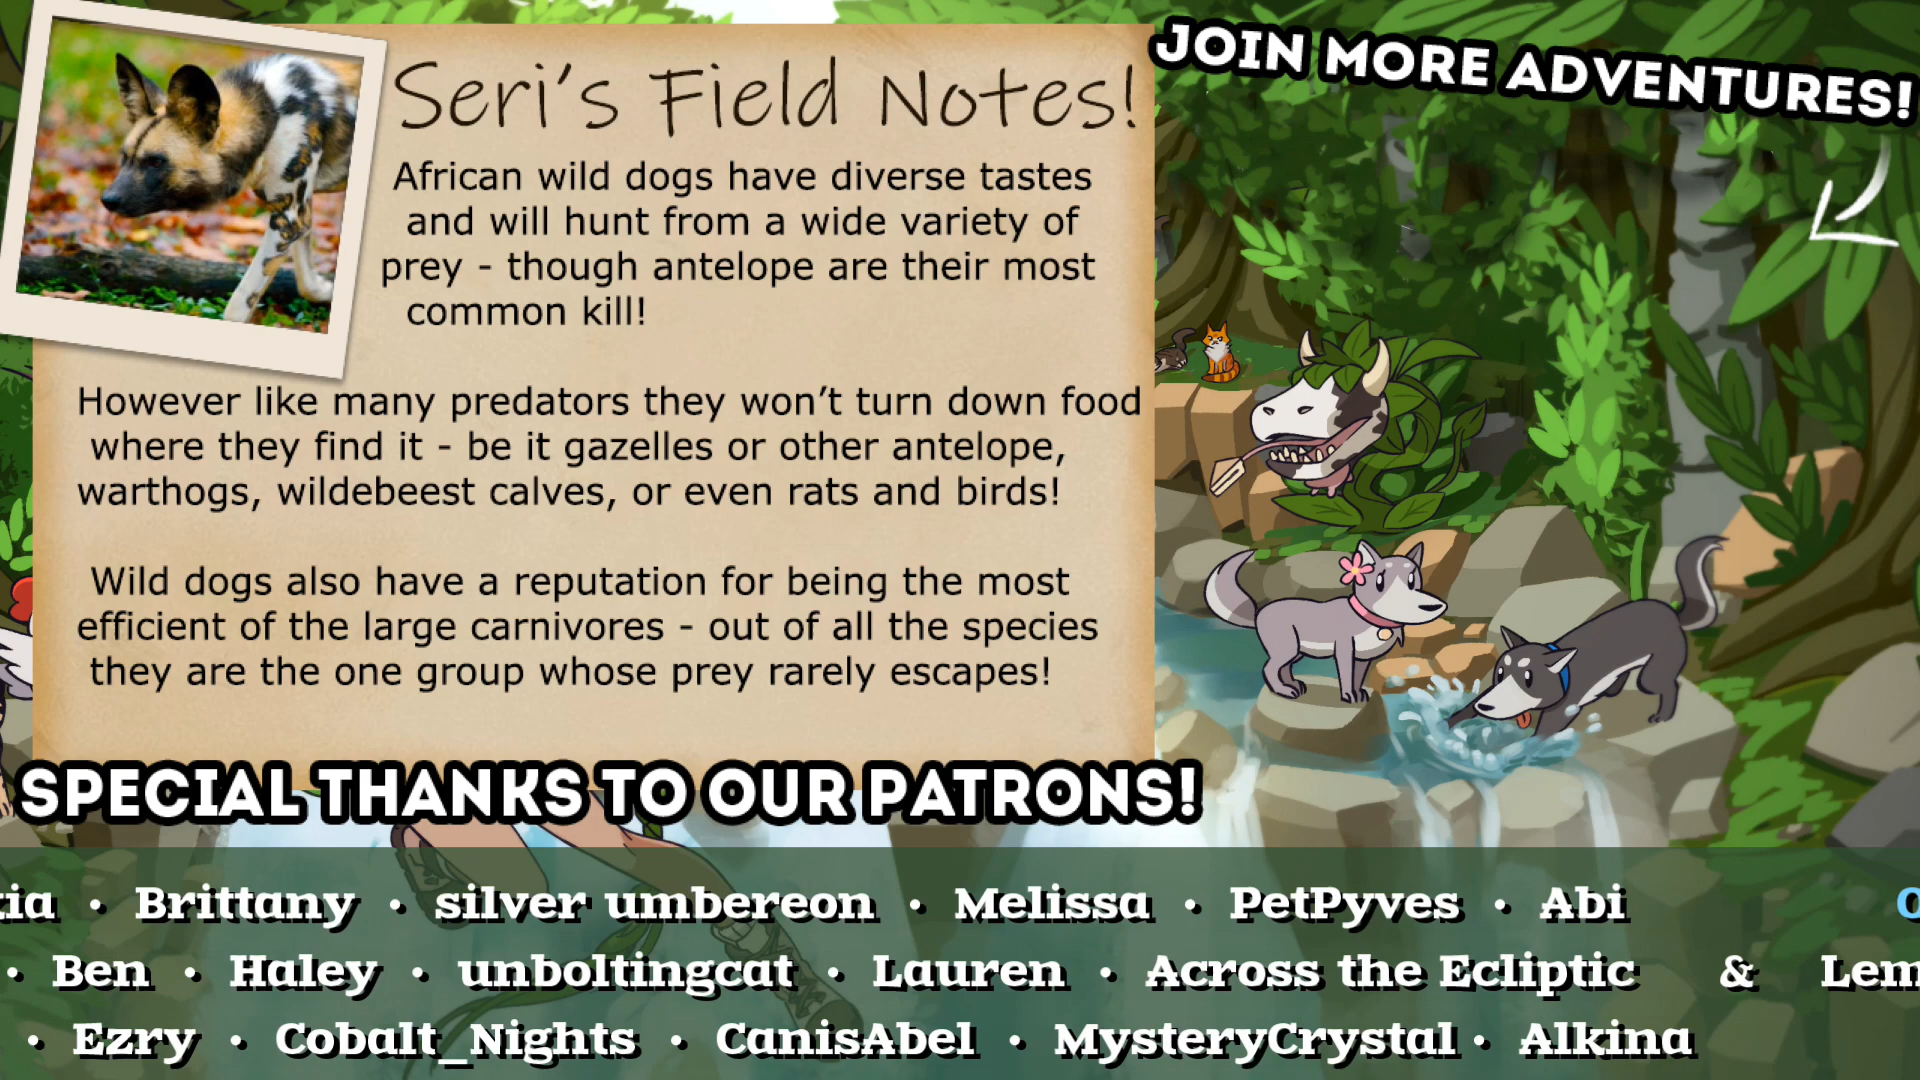 Seri's Field Notes!
JOIN MORE ADVENTURES!
African wild dogs have diverse tastes
and will hunt from a wide variety of
prey - though antelope are their most
common kill!
However like many predators they won't turn down food
where they find it - be it gazelles or other antelope,
warthogs, wildebeest calves, or even rats and birds!
Wild dogs also have a reputation for being the most
efficient of the large carnivores - out of all the species
they are the one group whose prey rarely escapes!
SPECIAL THANKS TO OUR PATRONS!
• Brittany • silver umbereon • Melissa • PetPyves • Abi
• Ben • Haley • unboltingcat • Lauren • Across the Ecliptic &
• Ezry • Cobalt_Nights • CanisAbel • MysteryCrystal • Alkina